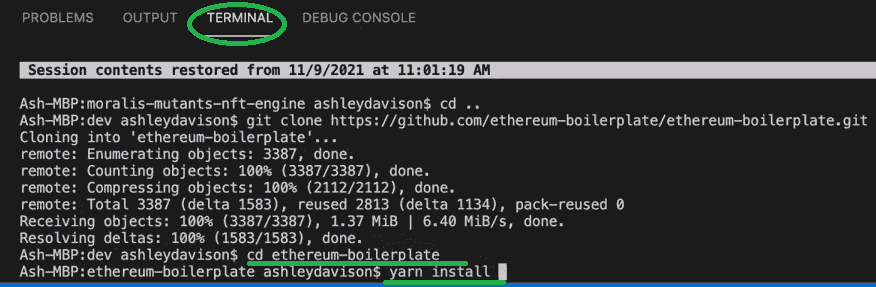 PROBLEMS OUTPUT TERMINAL DEBUG CONSOLE
Session contents restored from 11/9/2021 at 11:01:19 AM
Ash-MBP:moralis-mutants-nft-engine ashleydavison$ cd ..
Ash-MBP:dev ashleydavison$ git clone https://github.com/ethereum-boilerplate/ethereum-boilerplate.git
Cloning into 'ethereum-boilerplate'...
remote: Enumerating objects: 3387, done.
remote: Counting objects: 100% (3387/3387), done.
remote: Compressing objects: 100% (2112/2112), done.
remote: Total 3387 (delta 1583), reused 2813 (delta 1134), pack-reused 0
Receiving objects: 100% (3387/3387), 1.37 MiB | 6.40 MiB/s, done.
Resolving deltas: 100% (1583/1583), done.
Ash-MBP:dev ashleydavison$ cd ethereum-boilerplate
Ash-MBP:ethereum-boilerplate ashleydavison$ yarn install